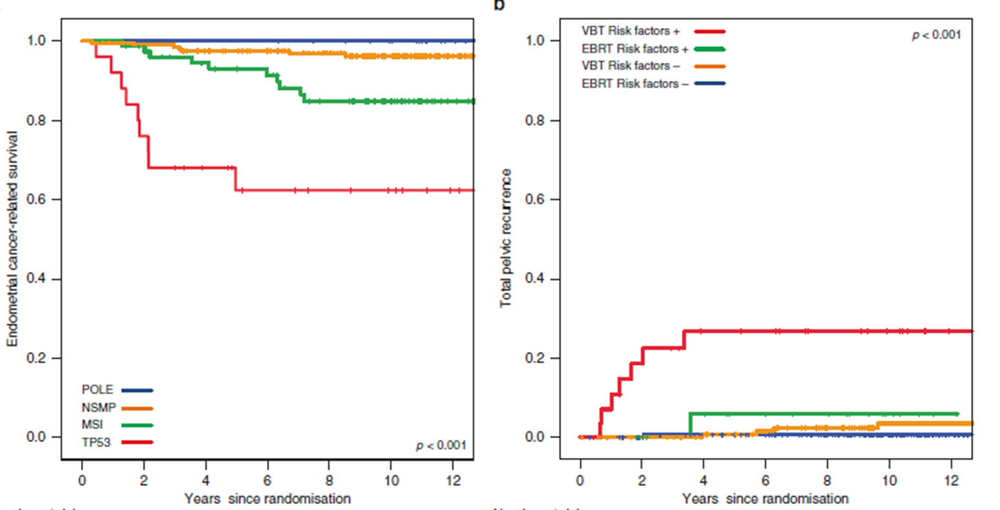 b
Endometrial cancer-related survival
1.0
0.8
0.6
0.4
0.2
0.0
POLE
NSMP
MSI
TP53
p < 0.001
0 2 4 6 8 10 12
Years since randomisation
Total pelvic recurrence
1.0
0.8
0.6
0.4
0.2
0.0
VBT Risk factors +
EBRT Risk factors +
VBT Risk factors –
EBRT Risk factors –
p < 0.001
0 2 4 6 8 10 12
Years since randomisation